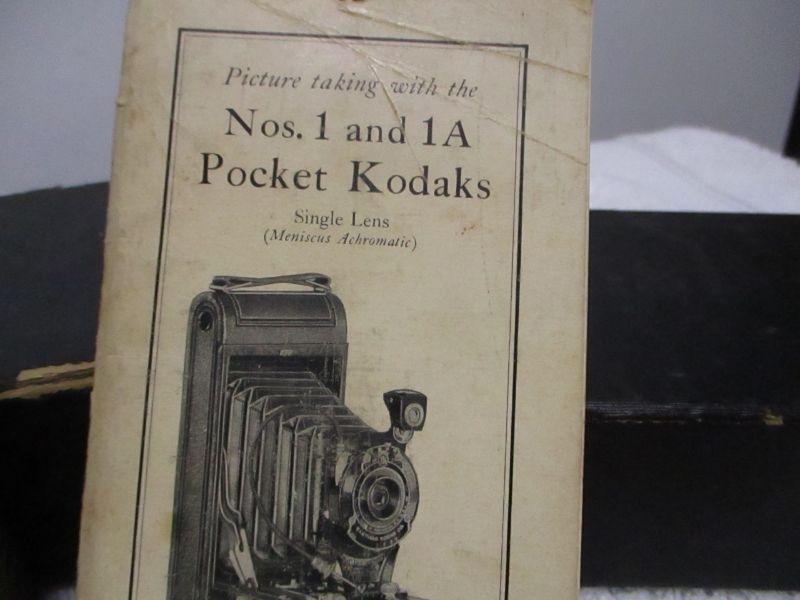 Picture taking with the
Nos. 1 and 1A
Pocket Kodaks
Single Lens
(Meniscus Achromatic)